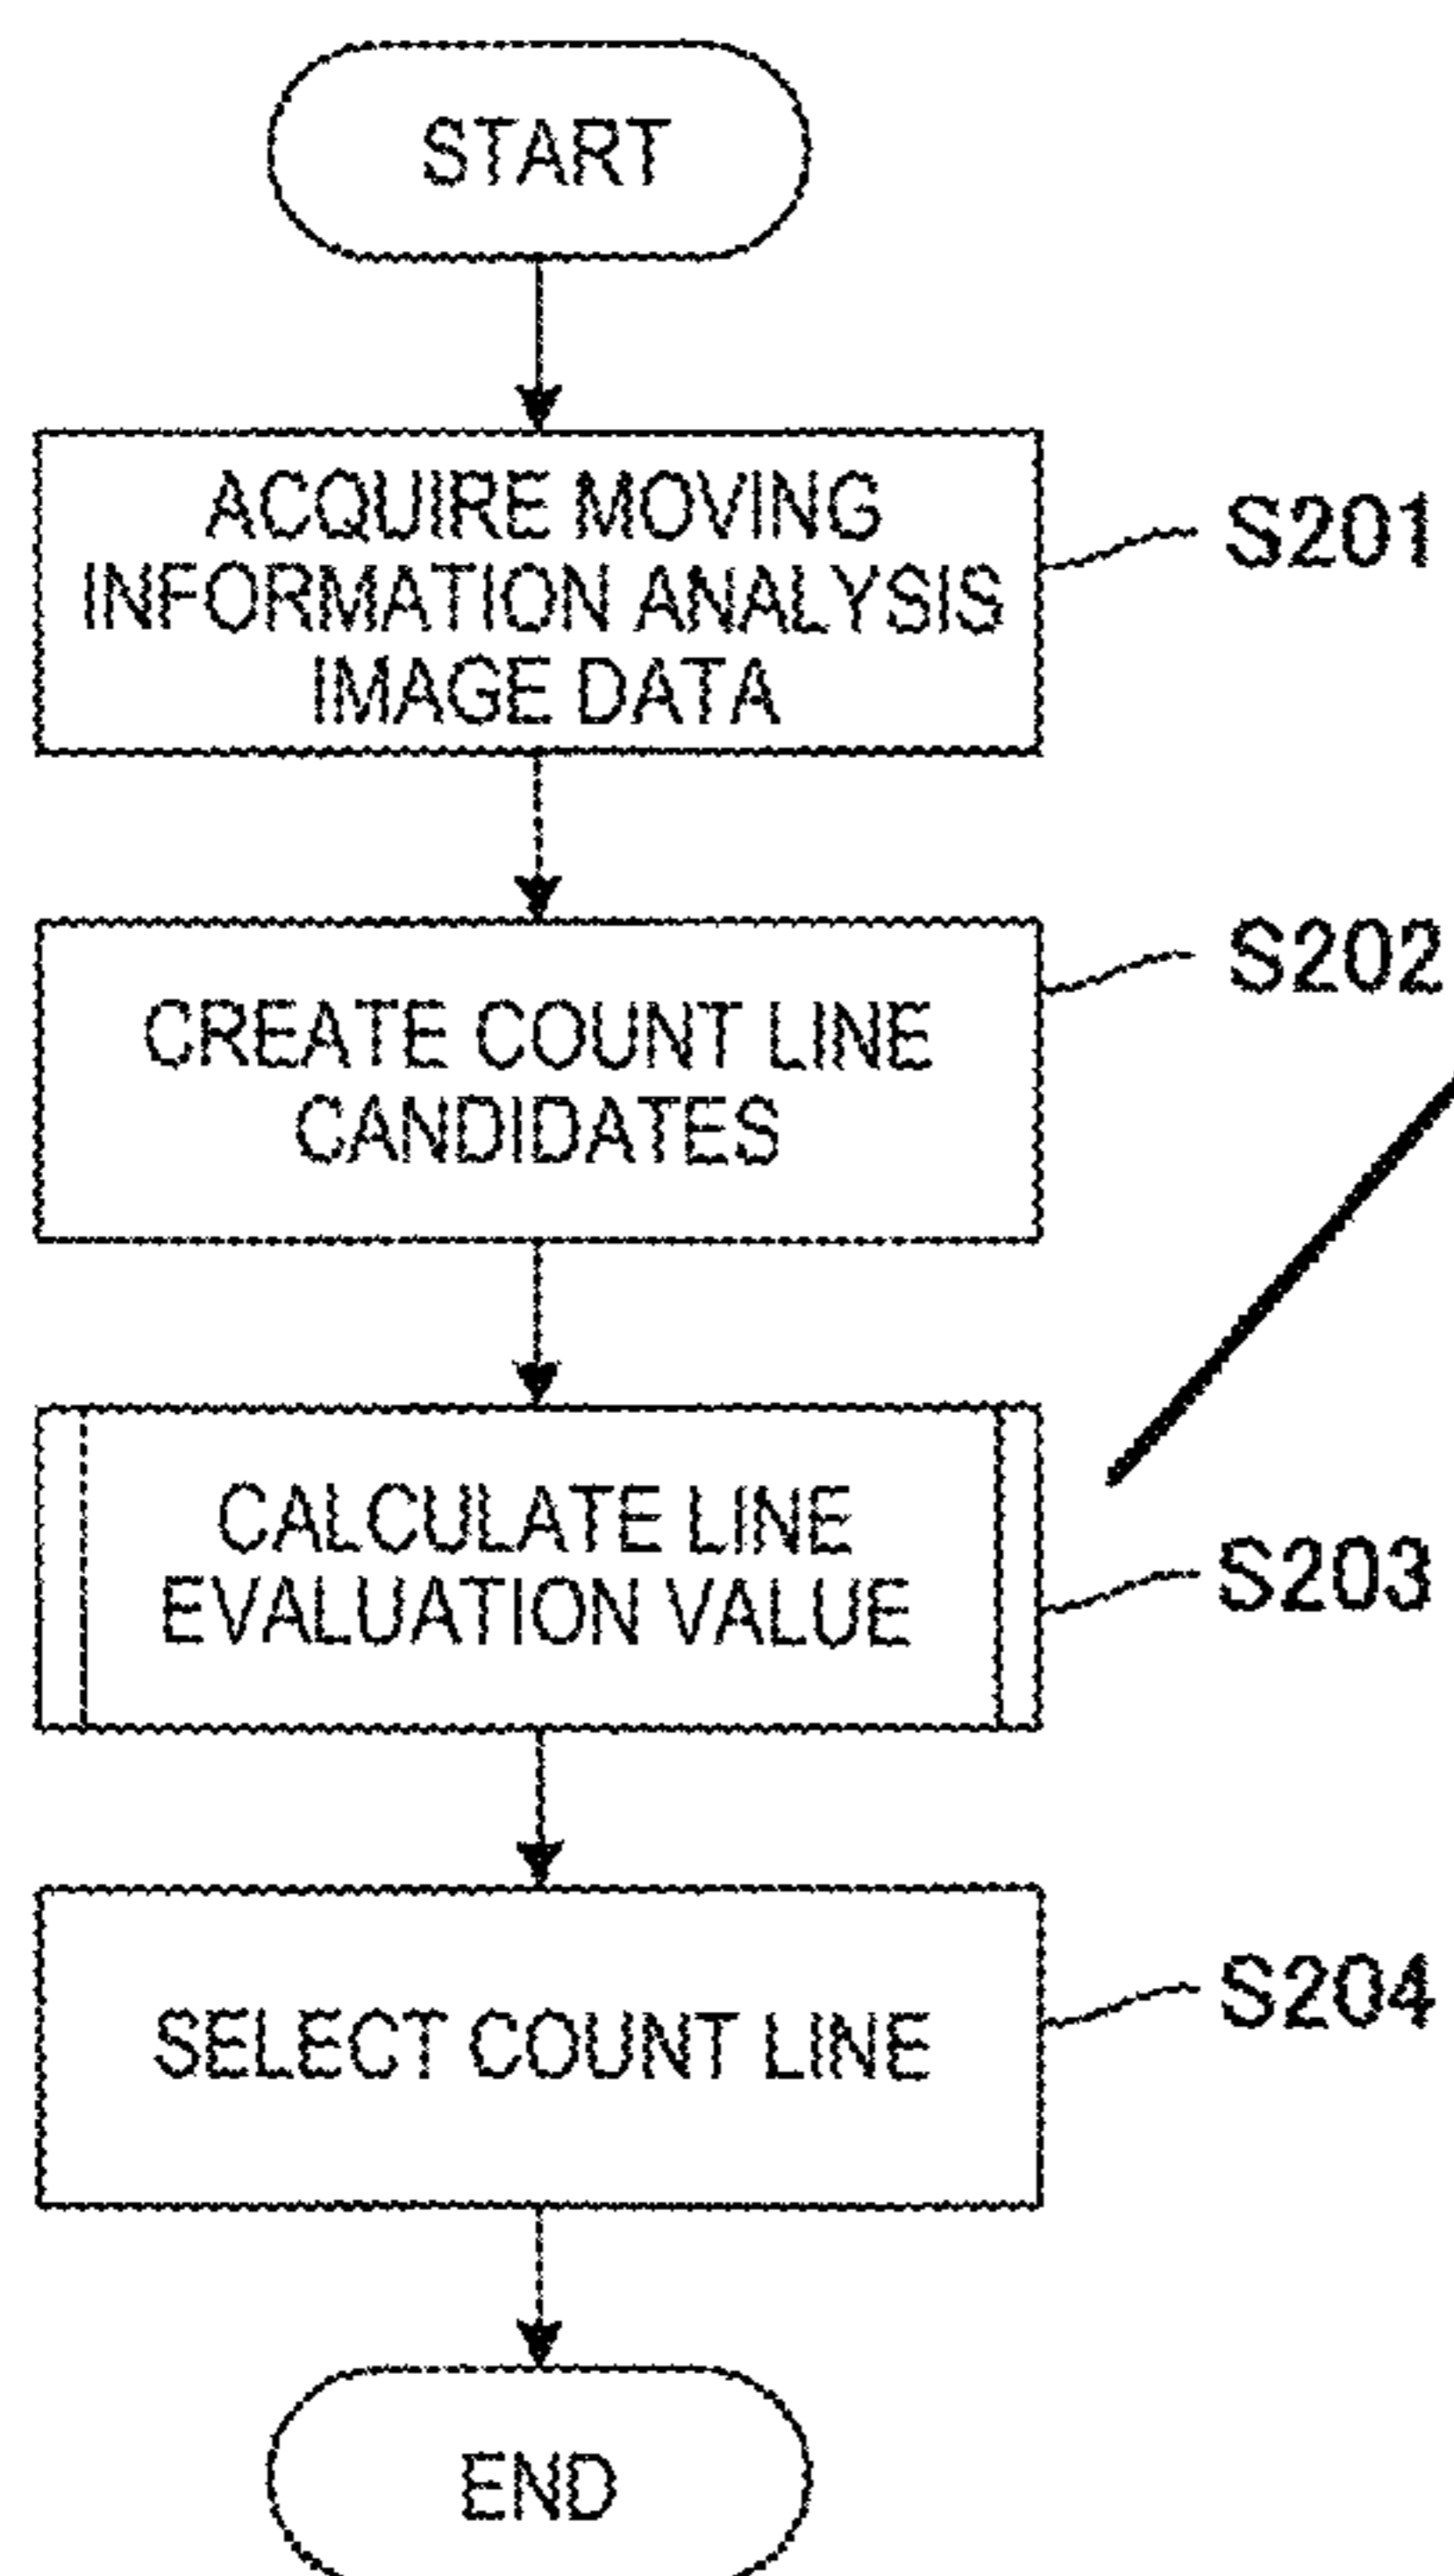 START
ACQUIRE MOVING
INFORMATION ANALYSIS
IMAGE DATA
S201
CREATE COUNT LINE
CANDIDATES
S202
CALCULATE LINE
EVALUATION VALUE
S203
SELECT COUNT LINE
S204
END